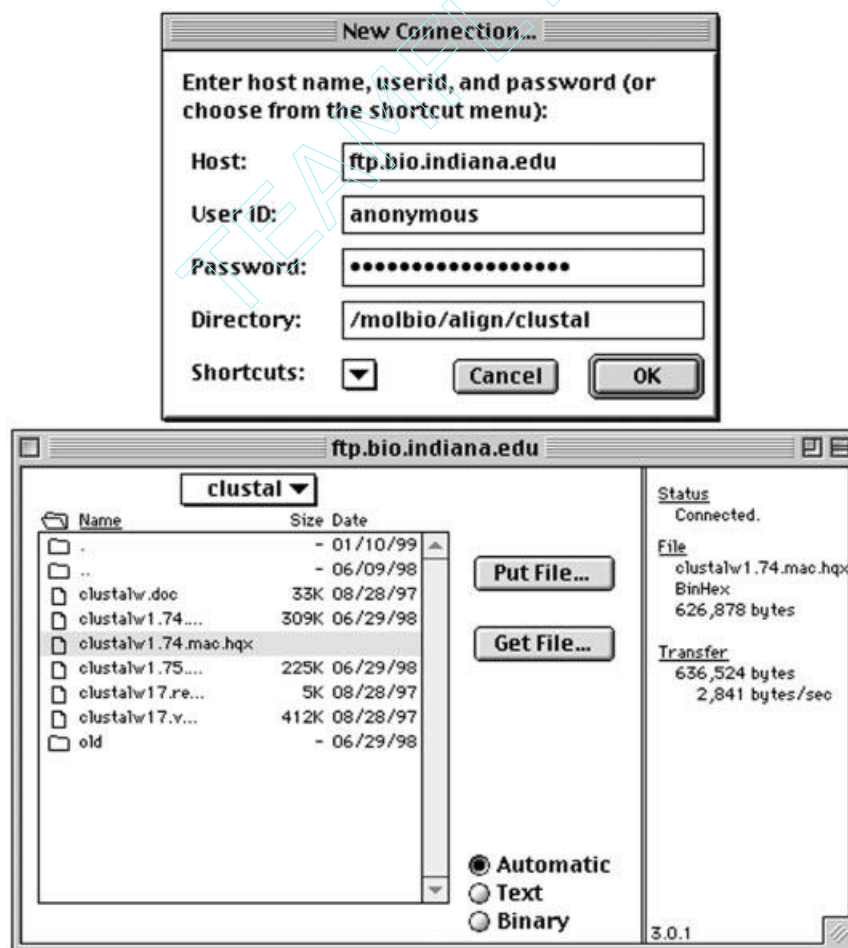 New Connection...
Enter host name, userid, and password (or
choose from the shortcut menu):
Host: ftp.bio.indiana.edu
User ID: anonymous
Password: ••••••••••••••••••
Directory: /molbio/align/clustal
Shortcuts: Cancel OK
ftp.bio.indiana.edu
clustal
Name Size Date
. - 01/10/99
.. - 06/09/98
clustalw.doc 33K 08/28/97
clustalw1.74.... 309K 06/29/98
clustalw1.74.mac.hqx
clustalw1.75.... 225K 06/29/98
clustalw17.re... 5K 08/28/97
clustalw17.v... 412K 08/28/97
old - 06/29/98
Put File...
Get File...
Automatic
Text
Binary
Status
Connected.
File
clustalw1.74.mac.hqx
BinHex
626,878 bytes
Transfer
636,524 bytes
2,841 bytes/sec
3.0.1